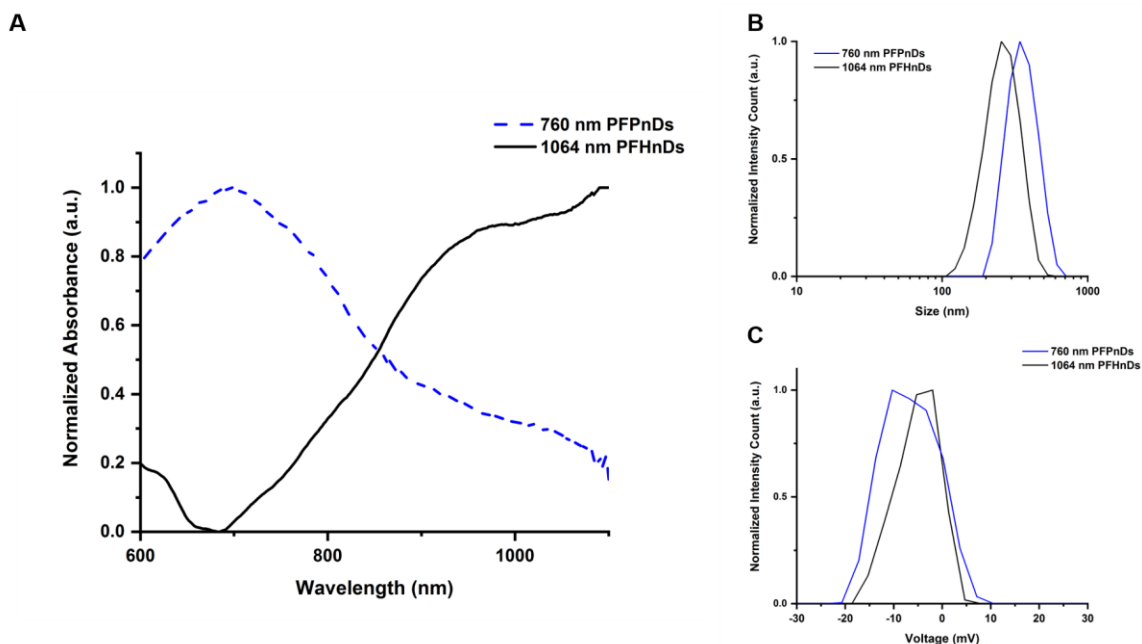 A
760 nm PFPnDs
1064 nm PFHnDs
Normalized Absorbance (a.u.)
1.0
0.8
0.6
0.4
0.2
0.0
600
800
1000
Wavelength (nm)
B
760 nm PFPnDs
1064 nm PFHnDs
Normalized Intensity Count (a.u.)
1.0
0.5
0.0
10
100
1000
Size (nm)
C
760 nm PFPnDs
1064 nm PFHnDs
Normalized Intensity Count (a.u.)
1.0
0.5
0.0
-30
-20
-10
0
10
20
30
Voltage (mV)